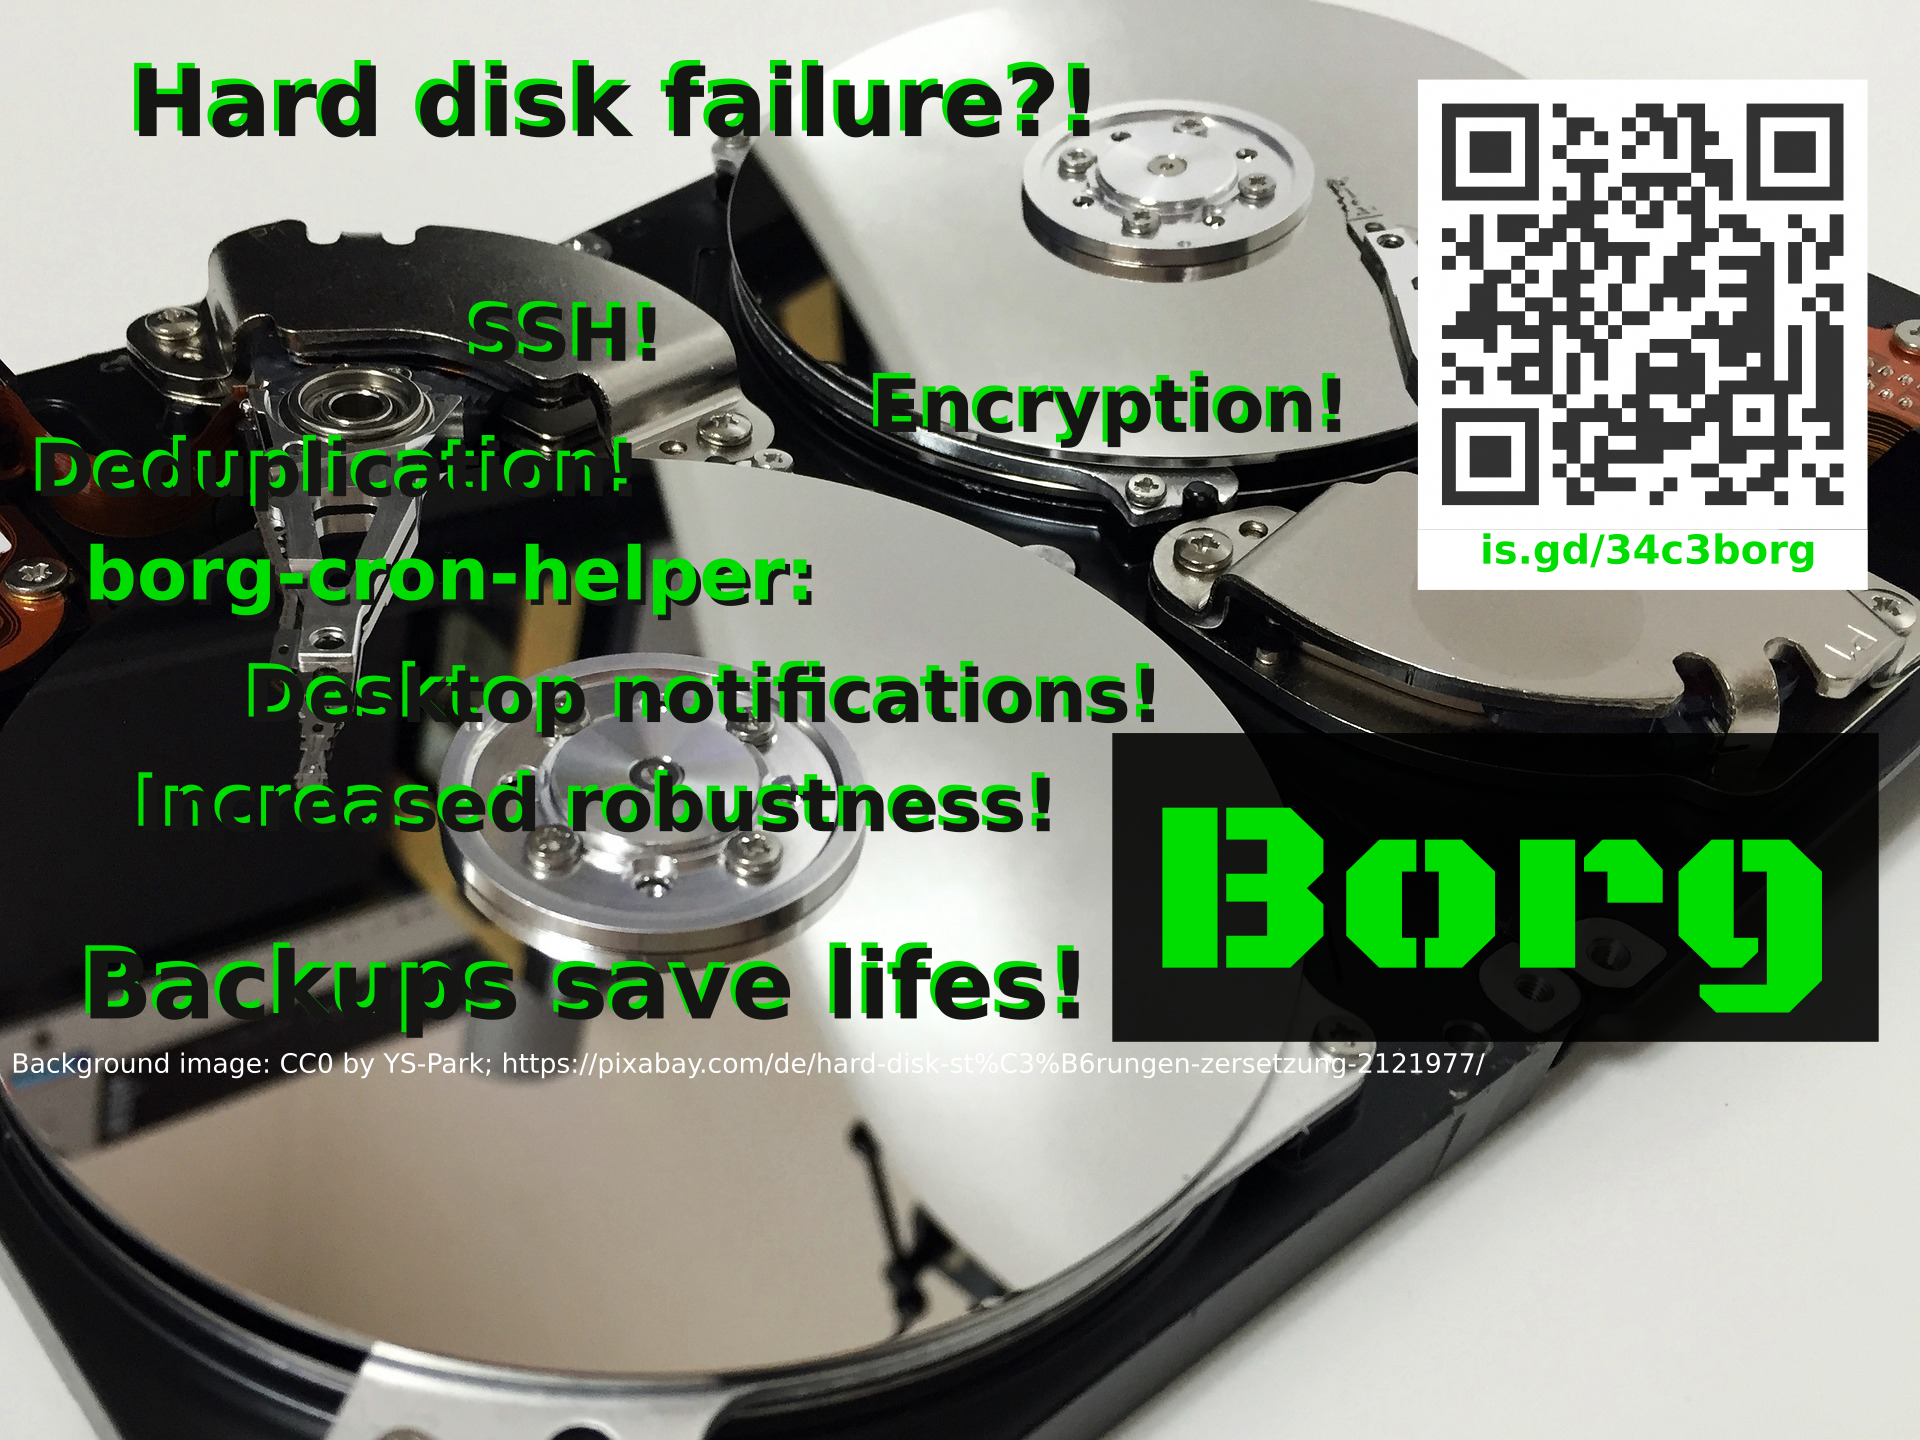 Hard disk failure?!
SSH!
Encryption!
Deduplication!
is.gd/34c3borg
borg-cron-helper:
Desktop notifications!
Increased robustness!
Borg
Backups save lifes!
Background image: CC0 by YS-Park; https://pixabay.com/de/hard-disk-st%C3%B6rungen-zersetzung-2121977/